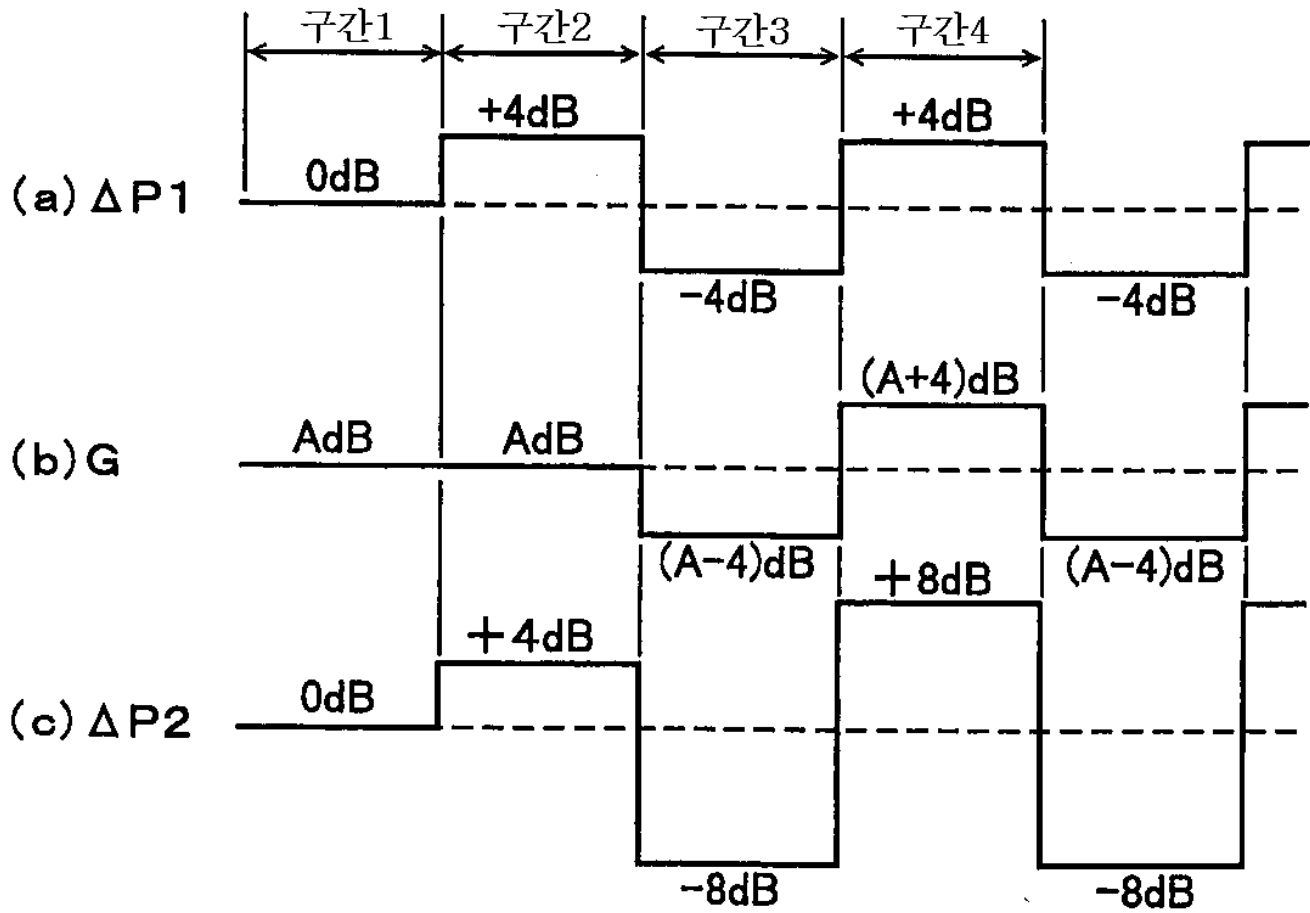 구간1 구간2 구간3 구간4
+4dB +4dB
(a) ΔP1 0dB
-4dB -4dB
(A+4)dB
(b) G AdB AdB
(A-4)dB (A-4)dB
+8dB
+4dB
(c) ΔP2 0dB
-8dB -8dB